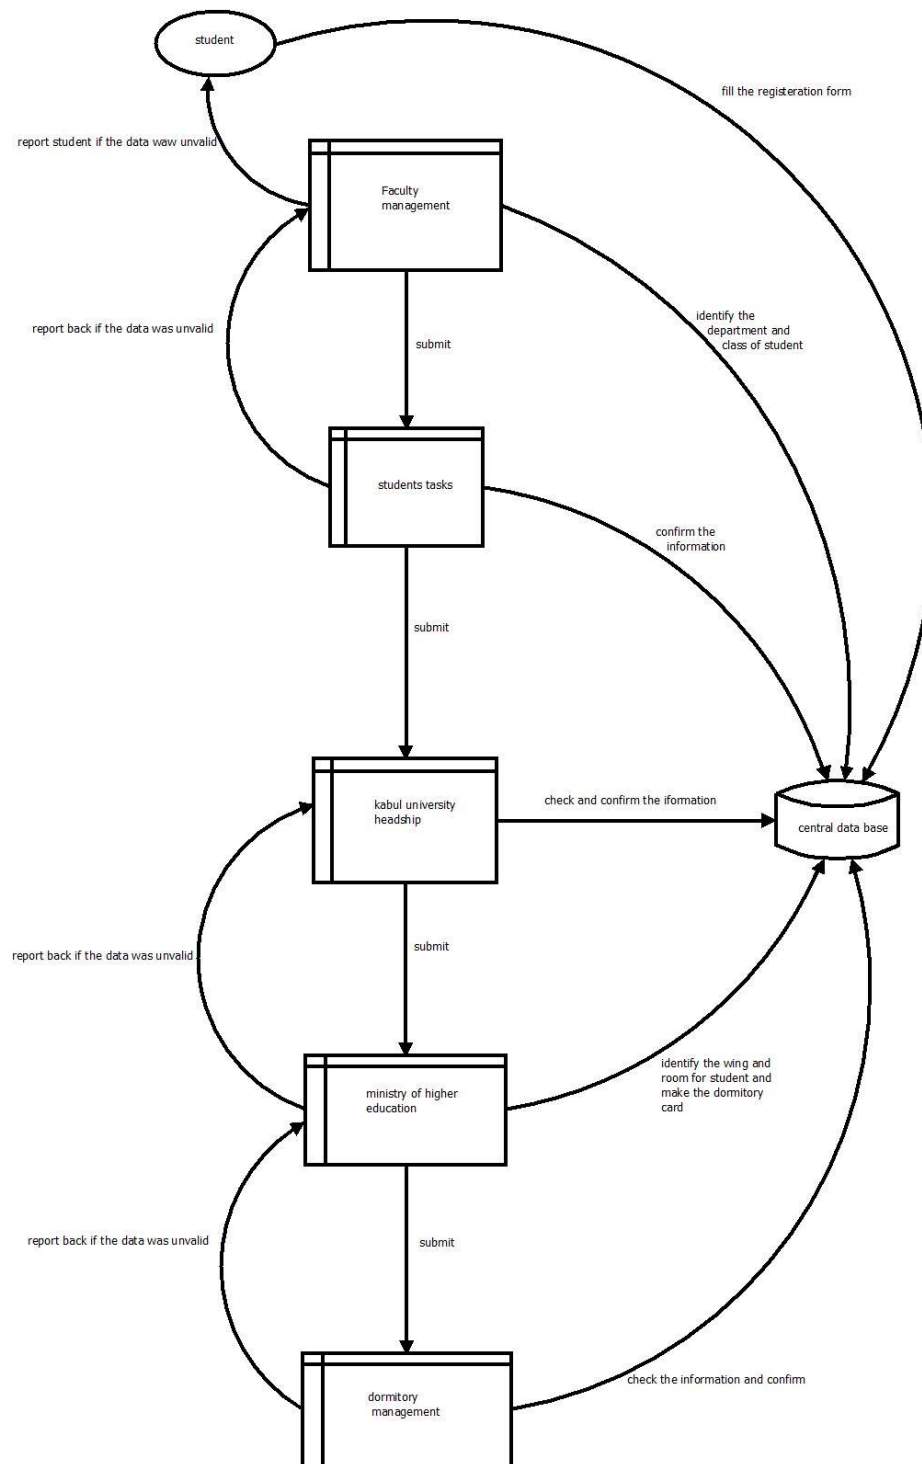 student
fill the registeration form
report student if the data waw unvalid
Faculty
management
identify the
department and
class of student
report back if the data was unvalid
submit
students tasks
confirm the
information
submit
kabul university
headship
check and confirm the iformation
central data base
submit
report back if the data was unvalid
identify the wing and
room for student and
make the dormitory
card
ministry of higher
education
report back if the data was unvalid
submit
check the information and confirm
dormitory
management